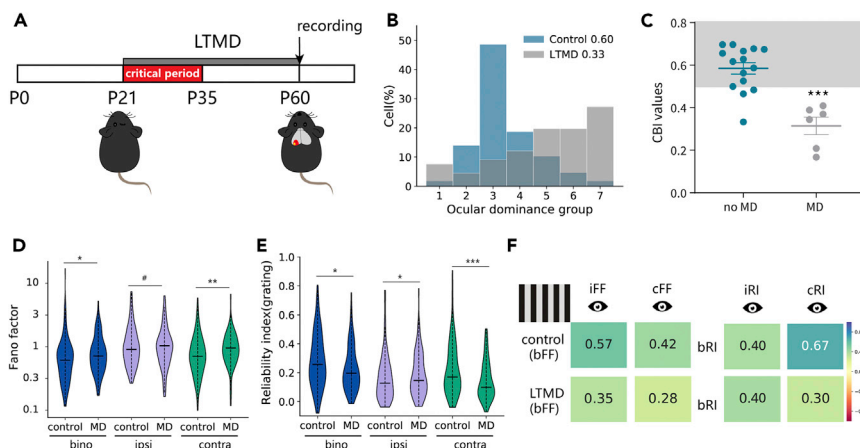 A
LTMD
recording
critical period
P0
P21
P35
P60
B
Control 0.60
LTMD 0.33
Cell(%)
50
40
30
20
10
0
1 2 3 4 5 6 7
Ocular dominance group
C
CBI values
0.8
0.6
0.4
0.2
0.0
***
no MD
MD
D
Fano factor
10
3
1
0.3
0.1
*
#
**
control MD control MD control MD
bino ipsi contra
E
Reliability index(grating)
1.0
0.8
0.6
0.4
0.2
0.0
*
*
***
control MD control MD control MD
bino ipsi contra
F
iFF cFF iRI cRI
control
(bFF)
0.57 0.42 bRI 0.40 0.67
LTMD
(bFF)
0.35 0.28 bRI 0.40 0.30